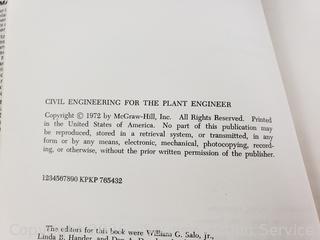 CIVIL ENGINEERING FOR THE PLANT ENGINEER
Copyright © 1972 by McGraw-Hill, Inc. All Rights Reserved. Printed
in the United States of America. No part of this publication may
be reproduced, stored in a retrieval system, or transmitted, in any
form or by any means, electronic, mechanical, photocopying, record-
ing, or otherwise, without the prior written permission of the publisher.
1234567890 KPKP 765432
The editors for this book were William G. Salo, jr.,
Linda B. Hander, and